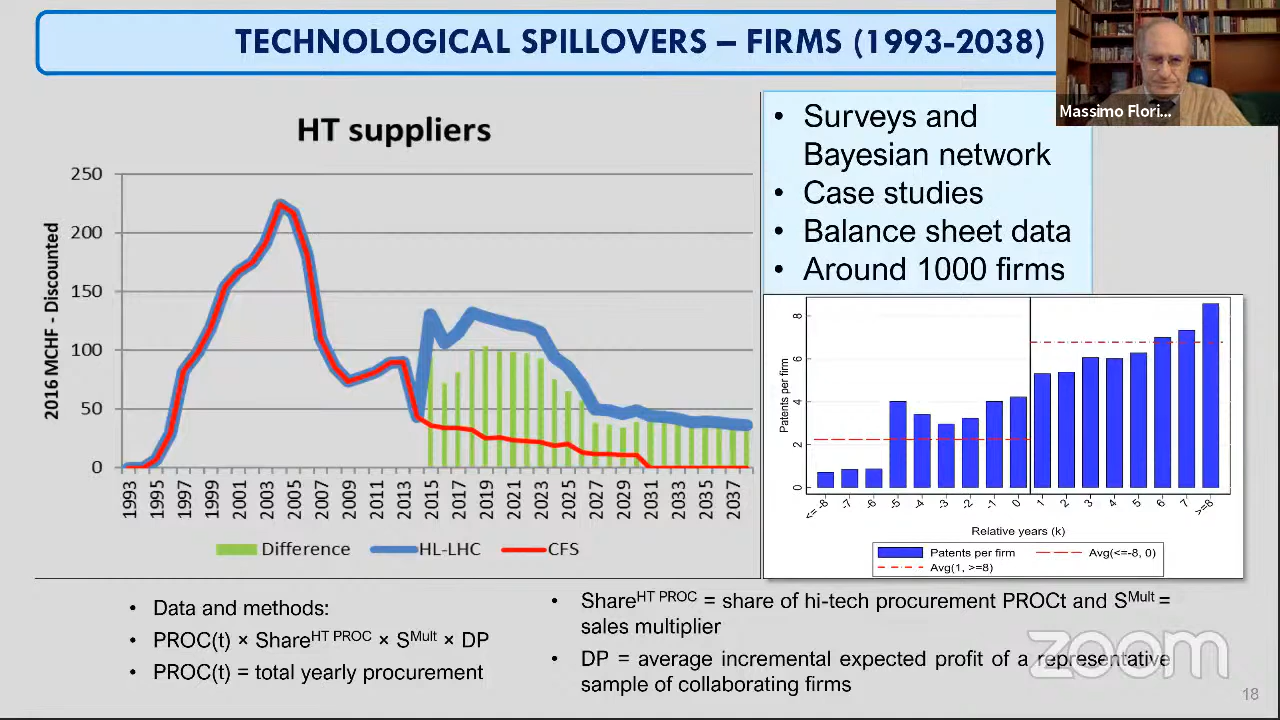 TECHNOLOGICAL SPILLOVERS – FIRMS (1993-2038)
Massimo Flori...
HT suppliers
2016 MCHF - Discounted
250
200
150
100
50
0
1993
1995
1997
1999
2001
2003
2005
2007
2009
2011
2013
2015
2017
2019
2021
2023
2025
2027
2029
2031
2033
2035
2037
Difference HL-LHC CFS
• Surveys and
Bayesian network
• Case studies
• Balance sheet data
• Around 1000 firms
Patents per firm
8
6
4
2
0
<= -8 -7 -6 -5 -4 -3 -2 -1 0 1 2 3 4 5 6 7 >=8
Relative years (k)
Patents per firm Avg(<=-8, 0)
Avg(1, >=8)
• Data and methods:
• PROC(t) × Share^HT PROC × S^Mult × DP
• PROC(t) = total yearly procurement
• Share^HT PROC = share of hi-tech procurement PROCt and S^Mult =
sales multiplier
• DP = average incremental expected profit of a representative
sample of collaborating firms
zoom
18